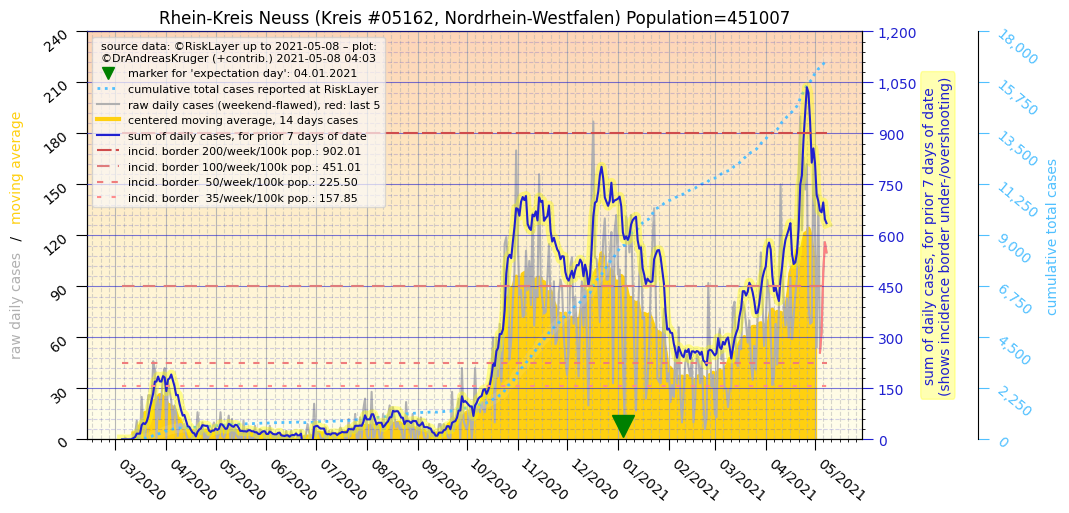 Rhein-Kreis Neuss (Kreis #05162, Nordrhein-Westfalen) Population=451007
source data: ©RiskLayer up to 2021-05-08 – plot:
©DrAndreasKruger (+contrib.) 2021-05-08 04:03
marker for 'expectation day': 04.01.2021
cumulative total cases reported at RiskLayer
raw daily cases (weekend-flawed), red: last 5
centered moving average, 14 days cases
sum of daily cases, for prior 7 days of date
incid. border 200/week/100k pop.: 902.01
incid. border 100/week/100k pop.: 451.01
incid. border  50/week/100k pop.: 225.50
incid. border  35/week/100k pop.: 157.85
raw daily cases / moving average
240
210
180
150
120
90
60
30
0
03/2020
04/2020
05/2020
06/2020
07/2020
08/2020
09/2020
10/2020
11/2020
12/2020
01/2021
02/2021
03/2021
04/2021
05/2021
1,200
1,050
900
750
600
450
300
150
0
sum of daily cases, for prior 7 days of date
(shows incidence border under-/overshooting)
18,000
15,750
13,500
11,250
9,000
6,750
4,500
2,250
0
cumulative total cases